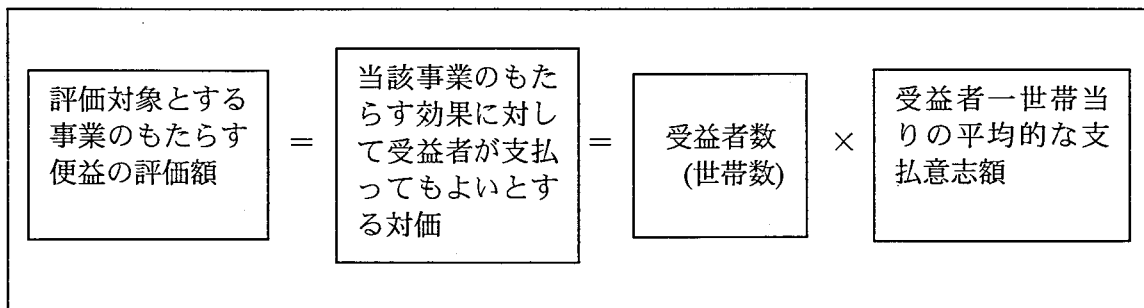 評価対象とする
事業のもたらす
便益の評価額
=
当該事業のもた
らす効果に対し
て受益者が支払
ってもよいとす
る対価
=
受益者数
(世帯数)
×
受益者一世帯当
りの平均的な支
払意志額